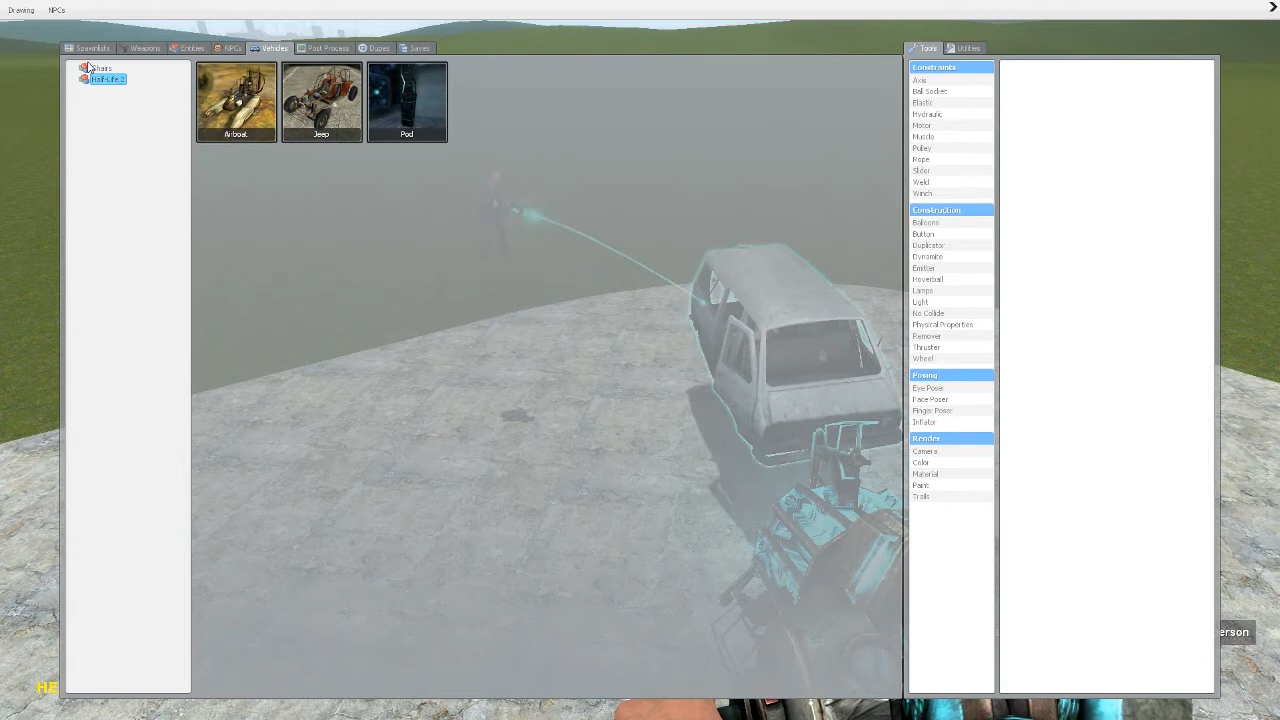 Drawing NPCs
Spawnlists Weapons Entities NPCs Vehicles Post Process Dupes Saves
Chairs
Half-Life 2
Airboat Jeep Pod
Tools Utilities
Constraints
Axis
Ball Socket
Elastic
Hydraulic
Motor
Muscle
Pulley
Rope
Slider
Weld
Winch
Construction
Balloons
Button
Duplicator
Dynamite
Emitter
Hoverball
Lamps
Light
No Collide
Physical Properties
Remover
Thruster
Wheel
Posing
Eye Poser
Face Poser
Finger Poser
Inflator
Render
Camera
Color
Material
Paint
Trails
erson
HE